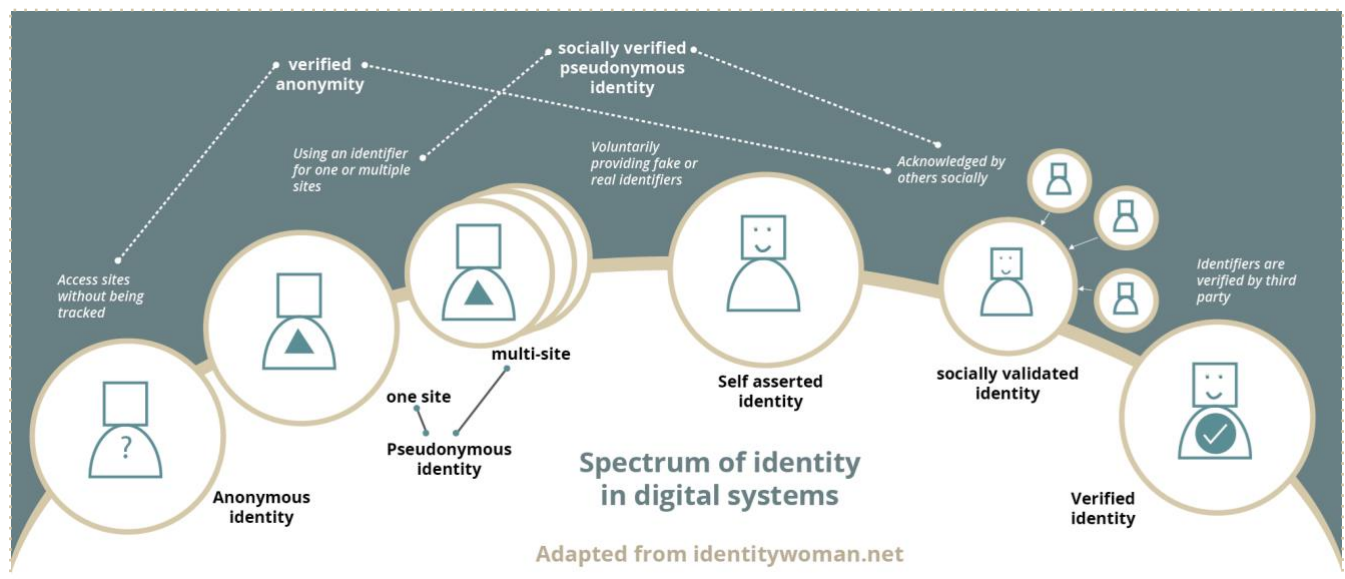 verified
anonymity
socially verified
pseudonymous
identity
Using an identifier
for one or multiple
sites
Voluntarily
providing fake or
real identifiers
Acknowledged by
others socially
Access sites
without being
tracked
Identifiers are
verified by third
party
?
multi-site
one site
Pseudonymous
identity
Self asserted
identity
socially validated
identity
Anonymous
identity
Verified
identity
Spectrum of identity
in digital systems
Adapted from identitywoman.net